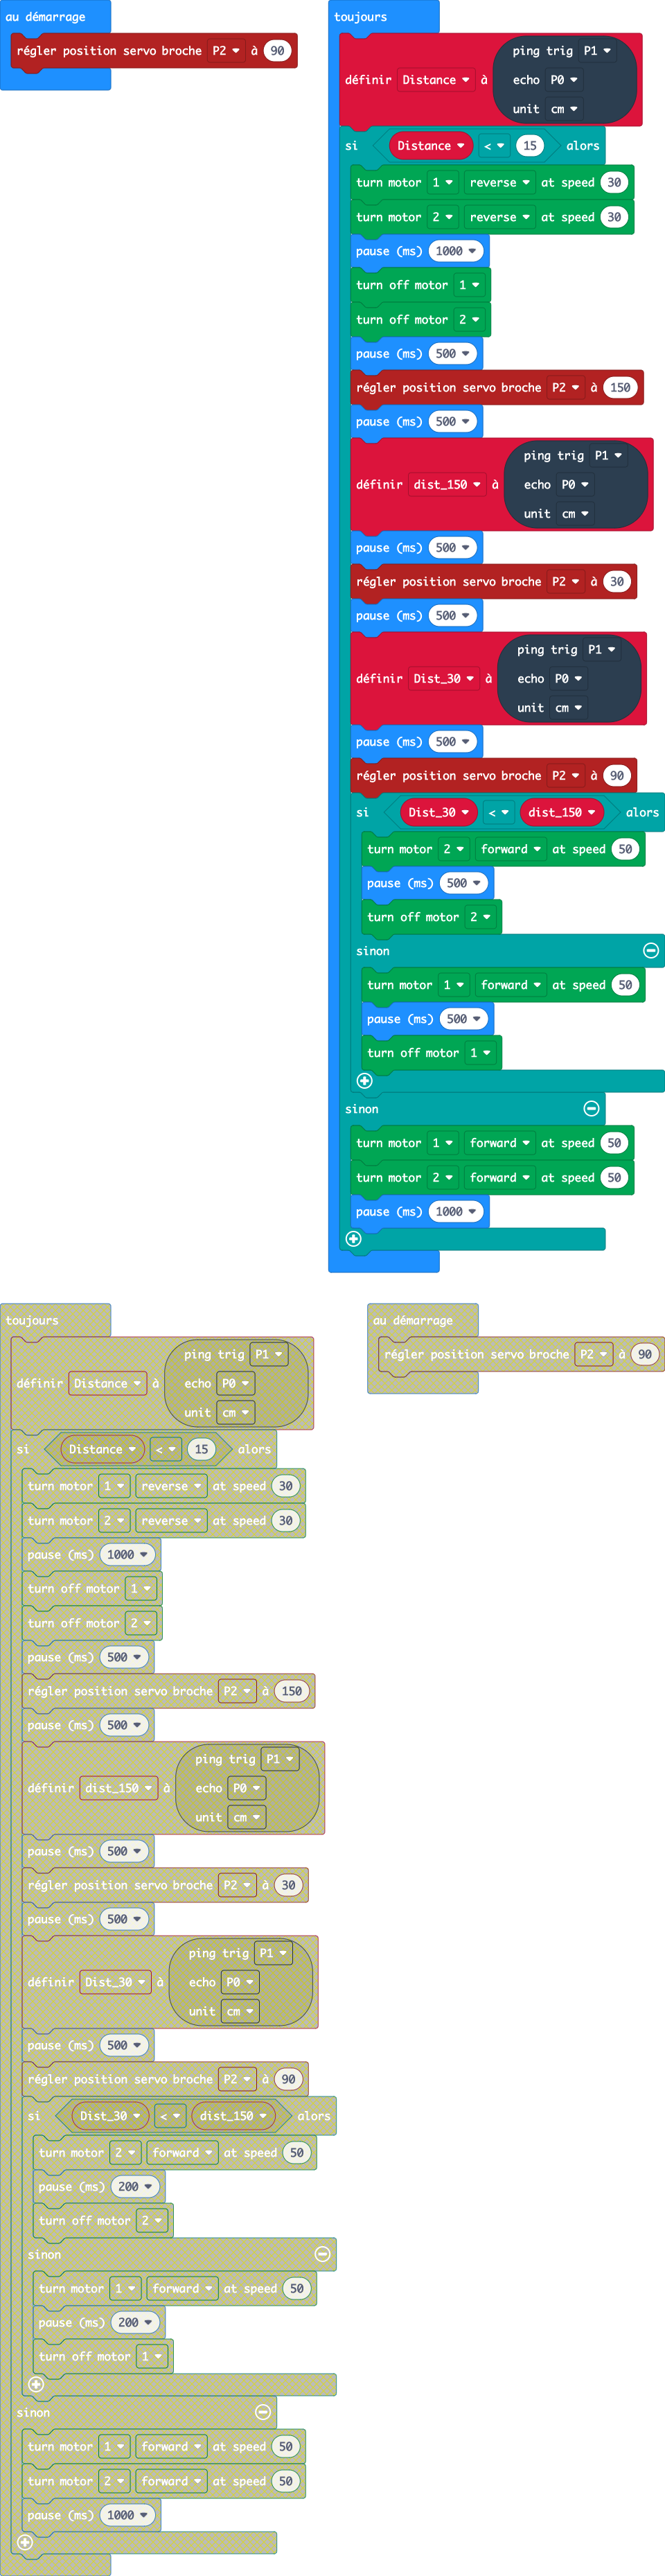 au démarrage
régler position servo broche P2 à 90
toujours
définir Distance à ping trig P1
echo P0
unit cm
si Distance < 15 alors
turn motor 1 reverse at speed 30
turn motor 2 reverse at speed 30
pause (ms) 1000
turn off motor 1
turn off motor 2
pause (ms) 500
régler position servo broche P2 à 150
pause (ms) 500
définir dist_150 à ping trig P1
echo P0
unit cm
pause (ms) 500
régler position servo broche P2 à 30
pause (ms) 500
définir Dist_30 à ping trig P1
echo P0
unit cm
pause (ms) 500
régler position servo broche P2 à 90
si Dist_30 < dist_150 alors
turn motor 2 forward at speed 50
pause (ms) 500
turn off motor 2
sinon
turn motor 1 forward at speed 50
pause (ms) 500
turn off motor 1
sinon
turn motor 1 forward at speed 50
turn motor 2 forward at speed 50
pause (ms) 1000
toujours
définir Distance à ping trig P1
echo P0
unit cm
si Distance < 15 alors
turn motor 1 reverse at speed 30
turn motor 2 reverse at speed 30
pause (ms) 1000
turn off motor 1
turn off motor 2
pause (ms) 500
régler position servo broche P2 à 150
pause (ms) 500
définir dist_150 à ping trig P1
echo P0
unit cm
pause (ms) 500
régler position servo broche P2 à 30
pause (ms) 500
définir Dist_30 à ping trig P1
echo P0
unit cm
pause (ms) 500
régler position servo broche P2 à 90
si Dist_30 < dist_150 alors
turn motor 2 forward at speed 50
pause (ms) 200
turn off motor 2
sinon
turn motor 1 forward at speed 50
pause (ms) 200
turn off motor 1
sinon
turn motor 1 forward at speed 50
turn motor 2 forward at speed 50
pause (ms) 1000
au démarrage
régler position servo broche P2 à 90